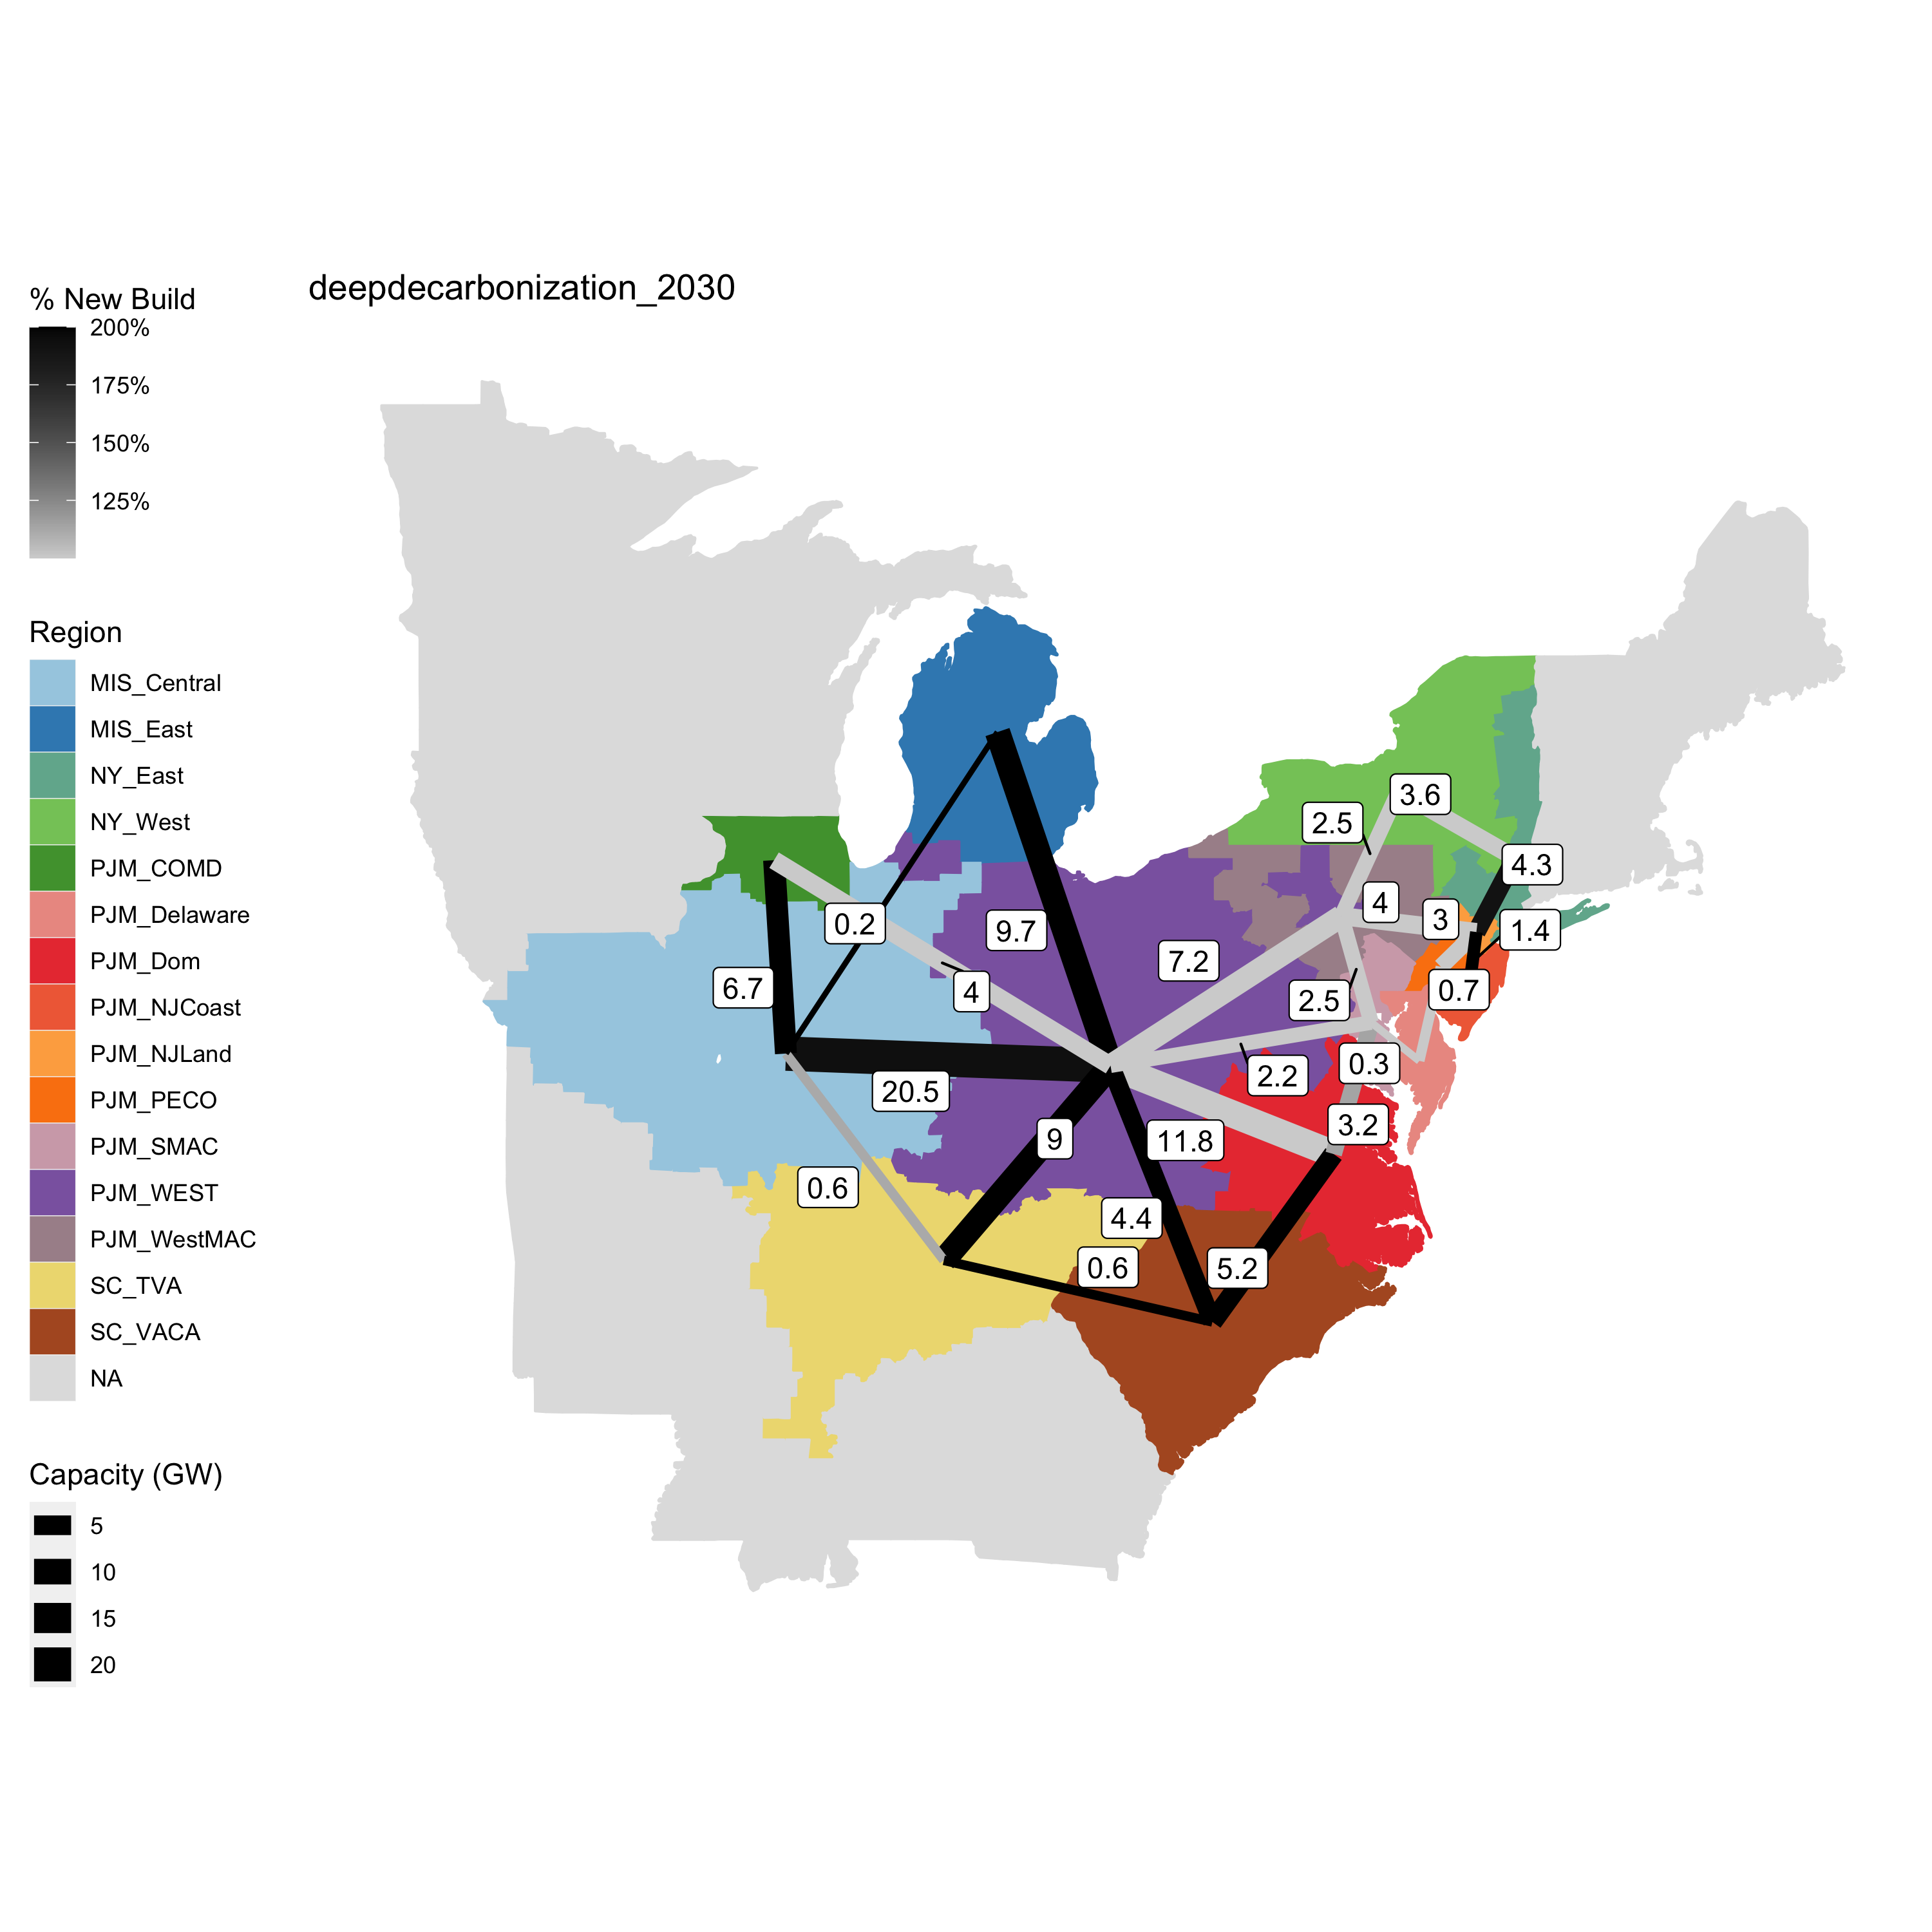 deepdecarbonization_2030
% New Build
200%
175%
150%
125%
Region
MIS_Central
MIS_East
NY_East
NY_West
PJM_COMD
PJM_Delaware
PJM_Dom
PJM_NJCoast
PJM_NJLand
PJM_PECO
PJM_SMAC
PJM_WEST
PJM_WestMAC
SC_TVA
SC_VACA
NA
Capacity (GW)
5
10
15
20
3.6
2.5
4.3
4
3
0.2
9.7
1.4
7.2
6.7
4
2.5
0.7
0.3
2.2
20.5
3.2
9
11.8
0.6
4.4
0.6
5.2